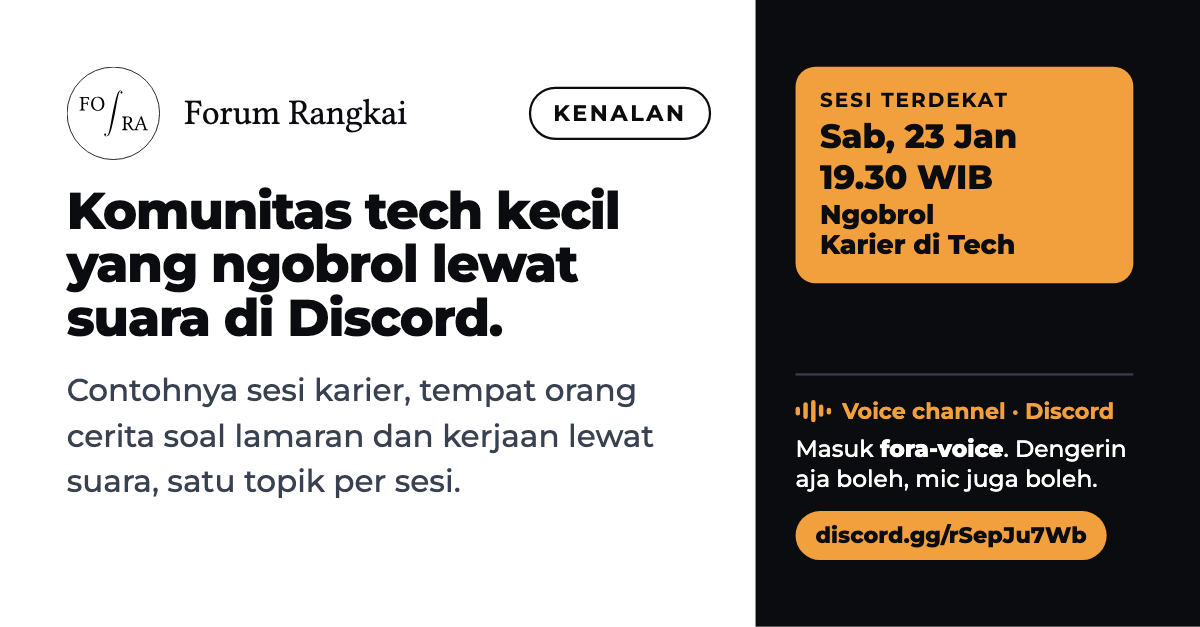 FO
RA
Forum Rangkai
KENALAN
Komunitas tech kecil
yang ngobrol lewat
suara di Discord.
Contohnya sesi karier, tempat orang
cerita soal lamaran dan kerjaan lewat
suara, satu topik per sesi.
SESI TERDEKAT
Sab, 23 Jan
19.30 WIB
Ngobrol
Karier di Tech
Voice channel · Discord
Masuk fora-voice. Dengerin
aja boleh, mic juga boleh.
discord.gg/rSepJu7Wb